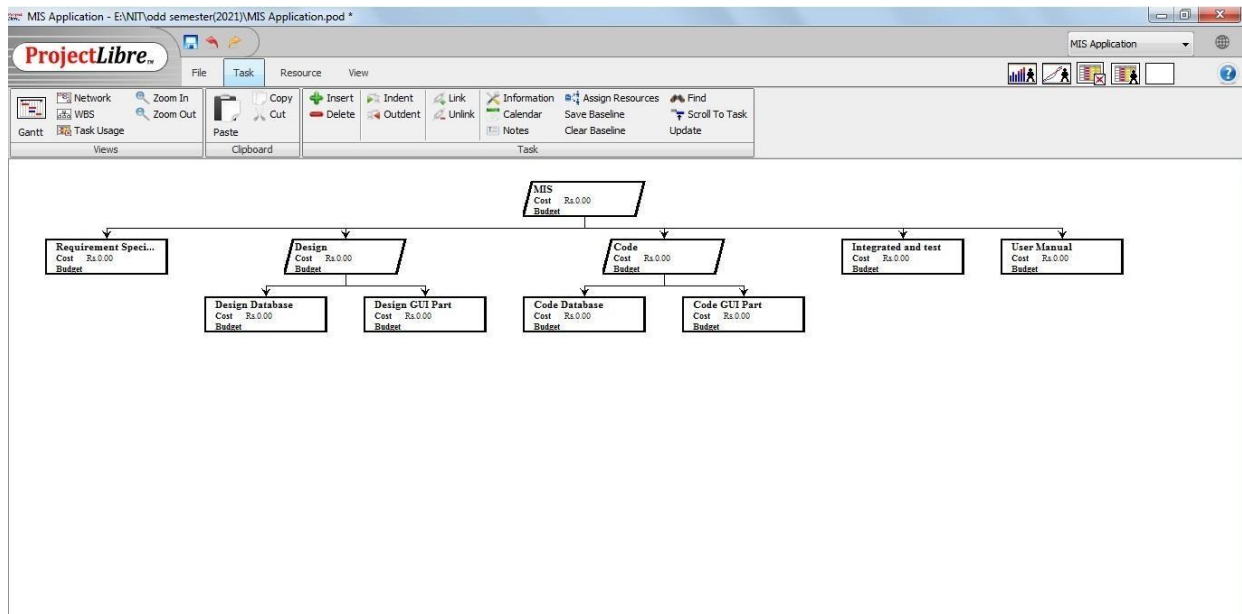 MIS Application - E:\NIT\odd semester(2021)\MIS Application.pod *
ProjectLibre™
MIS Application
File Task Resource View
Gantt
Network
WBS
Task Usage
Zoom In
Zoom Out
Views
Paste
Copy
Cut
Clipboard
Insert
Delete
Indent
Outdent
Link
Unlink
Information
Calendar
Notes
Assign Resources
Save Baseline
Clear Baseline
Find
Scroll To Task
Update
Task
MIS
Cost Rs.0.00
Budget
Requirement Speci...
Cost Rs.0.00
Budget
Design
Cost Rs.0.00
Budget
Code
Cost Rs.0.00
Budget
Integrated and test
Cost Rs.0.00
Budget
User Manual
Cost Rs.0.00
Budget
Design Database
Cost Rs.0.00
Budget
Design GUI Part
Cost Rs.0.00
Budget
Code Database
Cost Rs.0.00
Budget
Code GUI Part
Cost Rs.0.00
Budget